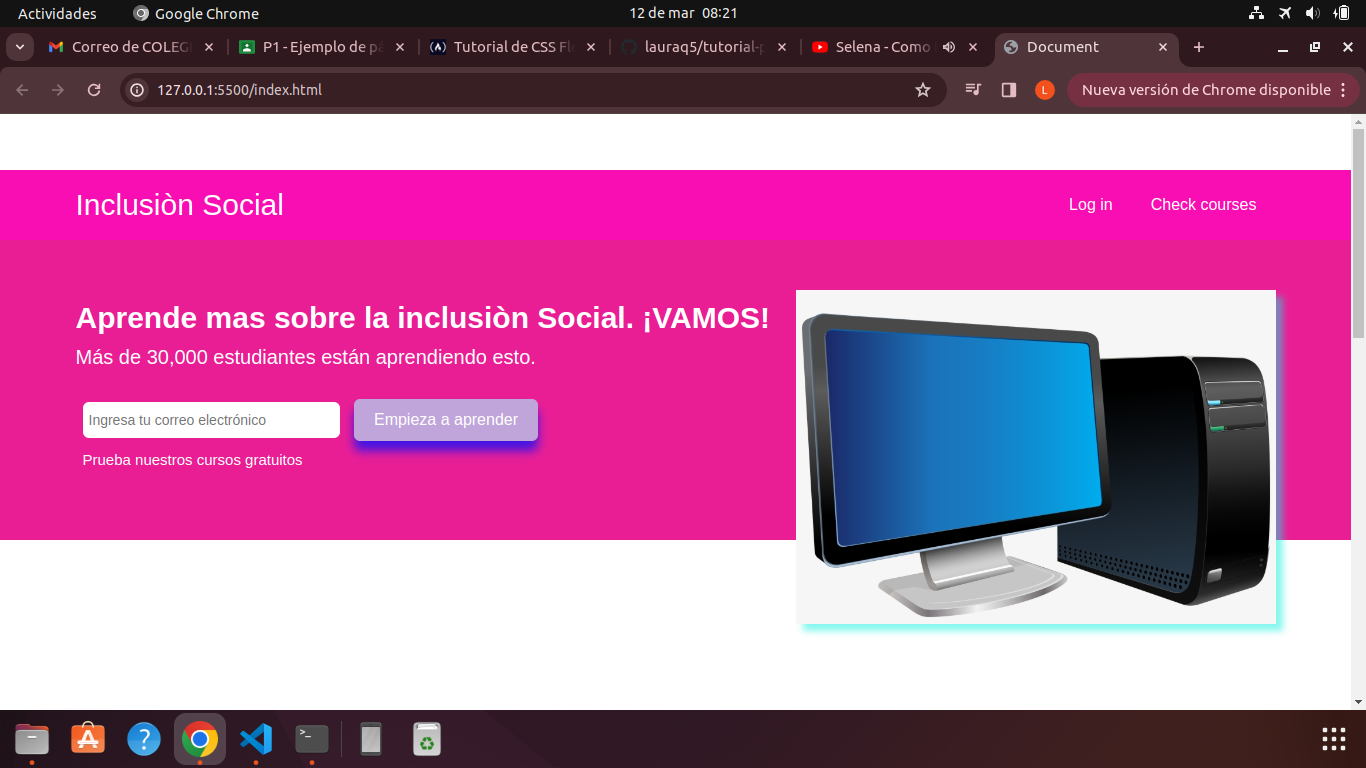 Actividades
Google Chrome
12 de mar 08:21
Correo de COLEG
P1 - Ejemplo de pá
Tutorial de CSS Fl
lauraq5/tutorial-p
Selena - Como
Document
127.0.0.1:5500/index.html
L
Nueva versión de Chrome disponible
Inclusiòn Social
Log in
Check courses
Aprende mas sobre la inclusiòn Social. ¡VAMOS!
Más de 30,000 estudiantes están aprendiendo esto.
Ingresa tu correo electrónico
Empieza a aprender
Prueba nuestros cursos gratuitos